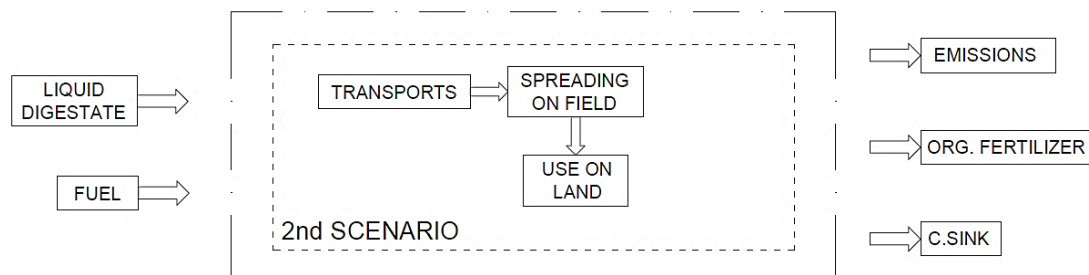 LIQUID
DIGESTATE
FUEL
TRANSPORTS
SPREADING
ON FIELD
USE ON
LAND
2nd SCENARIO
EMISSIONS
ORG. FERTILIZER
C.SINK